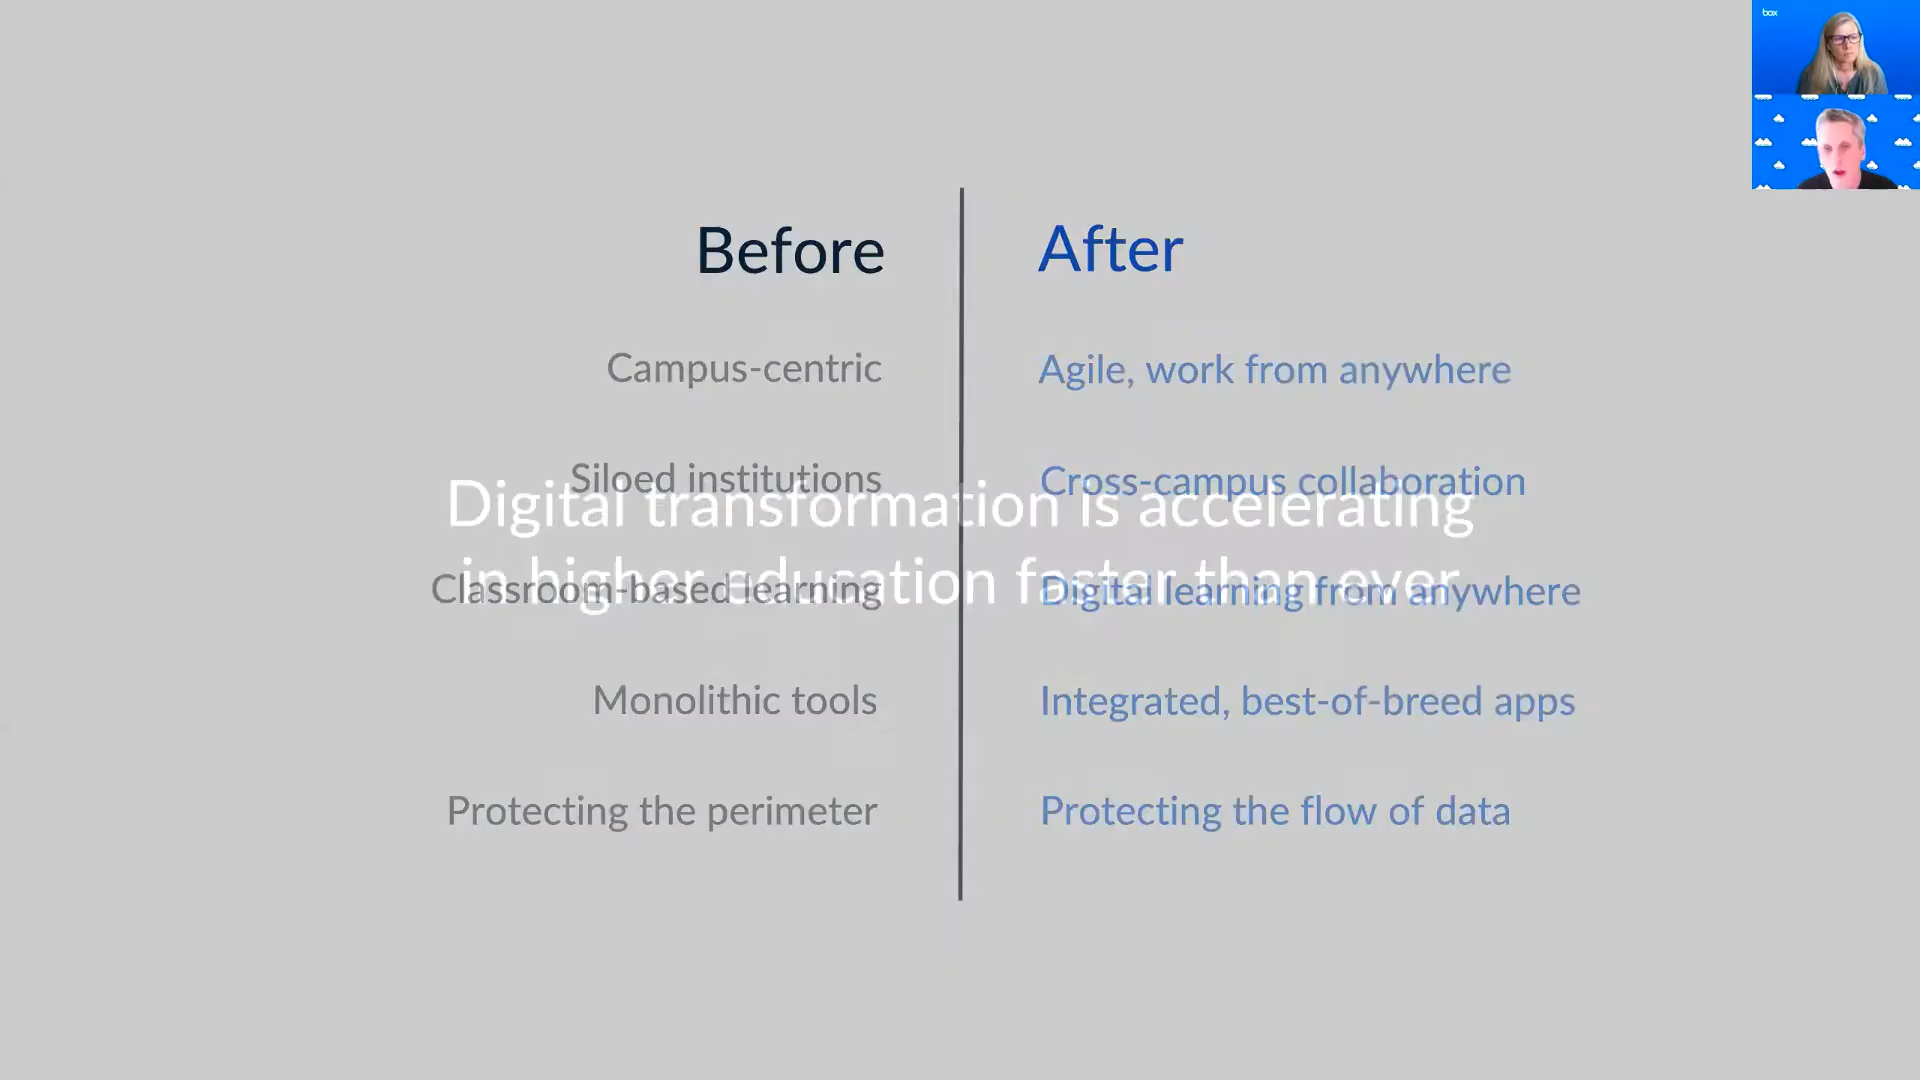 box
Before
After
Campus-centric
Agile, work from anywhere
Siloed institutions
Cross-campus collaboration
Digital transformation is accelerating
in higher education faster than ever
Classroom-based learning
Digital learning from anywhere
Monolithic tools
Integrated, best-of-breed apps
Protecting the perimeter
Protecting the flow of data